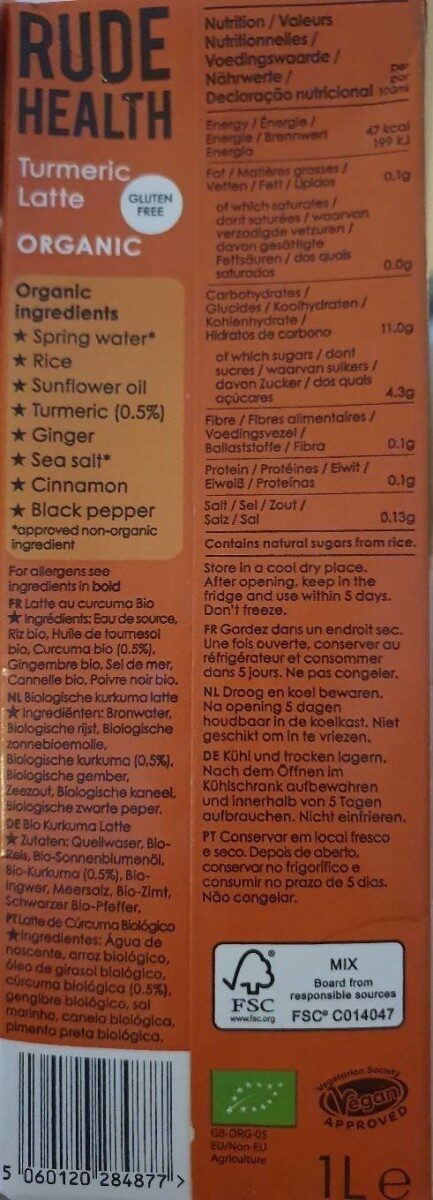 RUDE
HEALTH
Turmeric
Latte
GLUTEN
FREE
ORGANIC
Organic
ingredients
★ Spring water*
★ Rice
★ Sunflower oil
★ Turmeric (0.5%)
★ Ginger
★ Sea salt*
★ Cinnamon
★ Black pepper
*approved non-organic
ingredient
For allergens see
ingredients in bold
FR Latte au curcuma Bio
★ Ingrédients: Eau de source,
Riz bio, Huile de tournesol
bio, Curcuma bio (0.5%),
Gingembre bio, Sel de mer,
Cannelle bio, Poivre noir bio.
NL Biologische kurkuma latte
★ Ingrediënten: Bronwater,
Biologische rijst, Biologische
zonnebloemolie,
Biologische kurkuma (0,5%),
Biologische gember,
Zeezout, Biologische kaneel,
Biologische zwarte peper.
DE Bio Kurkuma Latte
★ Zutaten: Quellwasser, Bio-
Reis, Bio-Sonnenblumenöl,
Bio-Kurkuma (0.5%), Bio-
Ingwer, Meersalz, Bio-Zimt,
Schwarzer Bio-Pfeffer.
PT Latte de Cúrcuma Biológico
★ Ingredientes: Água de
nascente, arroz biológico,
óleo de girasol biológico,
cúrcuma biológica (0.5%),
gengibre biológico, sal
marinho, canela biológica,
pimenta preta biológica.
5 060120 284877 >
Nutrition / Valeurs
Nutritionnelles /
Voedingswaarde /
Nährwerte /
Declaração nutricional
per
por
100ml
Energy / Énergie /
Energie / Brennwert
Energia
47 kcal
199 kJ
Fat / Matières grasses /
Vetten / Fett / Lípidos
0.1g
of which saturates /
dont saturées / waarvan
verzadigde vetzuren /
davon gesättigte
Fettsäuren / dos quais
saturados
0.0g
Carbohydrates /
Glucides / Koolhydraten /
Kohlenhydrate /
Hidratos de carbono
11.0g
of which sugars / dont
sucres / waarvan suikers /
davon Zucker / dos quais
açúcares
4.3g
Fibre / Fibres alimentaires /
Voedingsvezel /
Ballaststoffe / Fibra
0.1g
Protein / Protéines / Eiwit /
Eiweiß / Proteínas
0.1g
Salt / Sel / Zout /
Salz / Sal
0.13g
Contains natural sugars from rice.
Store in a cool dry place.
After opening, keep in the
fridge and use within 5 days.
Don't freeze.
FR Gardez dans un endroit sec.
Une fois ouverte, conserver au
réfrigérateur et consommer
dans 5 jours. Ne pas congeler.
NL Droog en koel bewaren.
Na opening 5 dagen
houdbaar in de koelkast. Niet
geschikt om in te vriezen.
DE Kühl und trocken lagern.
Nach dem Öffnen im
Kühlschrank aufbewahren
und innerhalb von 5 Tagen
aufbrauchen. Nicht einfrieren.
PT Conservar em local fresco
e seco. Depois de aberto,
conservar no frigorífico e
consumir no prazo de 5 dias.
Não congelar.
FSC
www.fsc.org
MIX
Board from
responsible sources
FSC® C014047
GB-ORG-05
EU/Non-EU
Agriculture
Vegetarian Society
Vegan
APPROVED
1L e